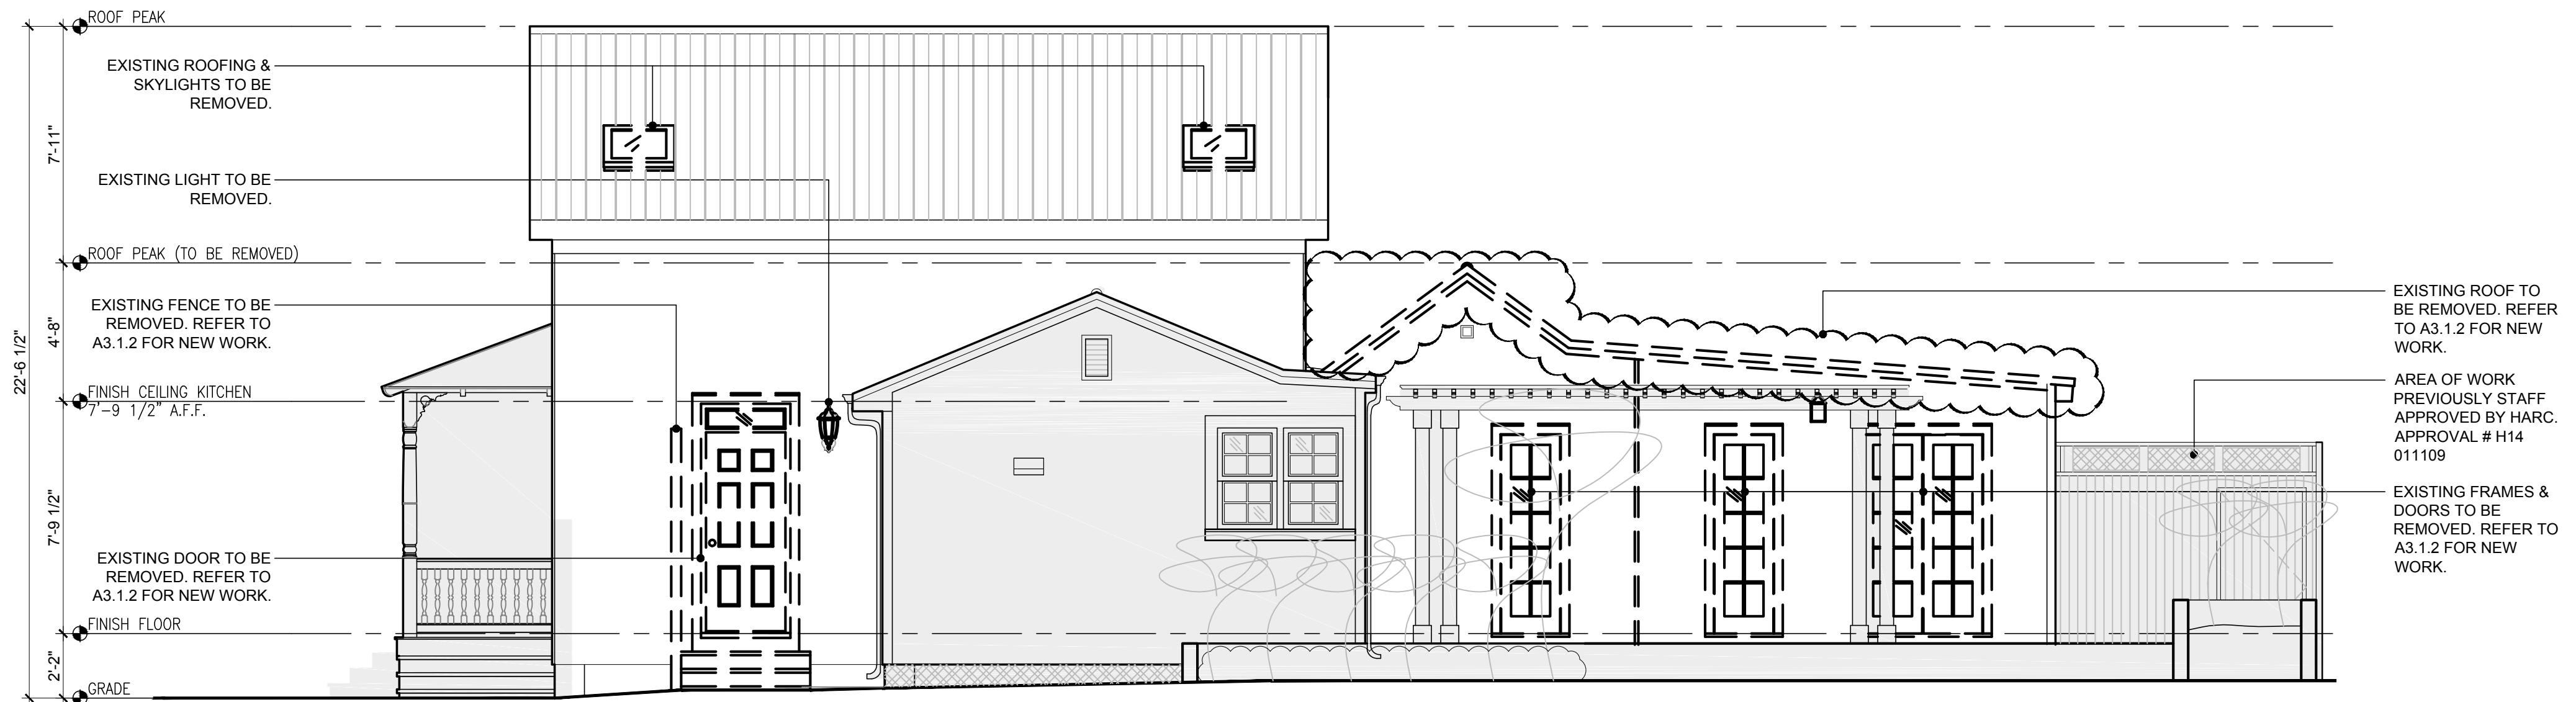 ROOF PEAK
EXISTING ROOFING &
SKYLIGHTS TO BE
REMOVED.
7'-11"
EXISTING LIGHT TO BE
REMOVED.
ROOF PEAK (TO BE REMOVED)
EXISTING FENCE TO BE
REMOVED. REFER TO
A3.1.2 FOR NEW WORK.
4'-8"
22'-6 1/2"
FINISH CEILING KITCHEN
7'-9 1/2" A.F.F.
7'-9 1/2"
EXISTING DOOR TO BE
REMOVED. REFER TO
A3.1.2 FOR NEW WORK.
FINISH FLOOR
2'-2"
GRADE
EXISTING ROOF TO
BE REMOVED. REFER
TO A3.1.2 FOR NEW
WORK.
AREA OF WORK
PREVIOUSLY STAFF
APPROVED BY HARC.
APPROVAL # H14
011109
EXISTING FRAMES &
DOORS TO BE
REMOVED. REFER TO
A3.1.2 FOR NEW
WORK.